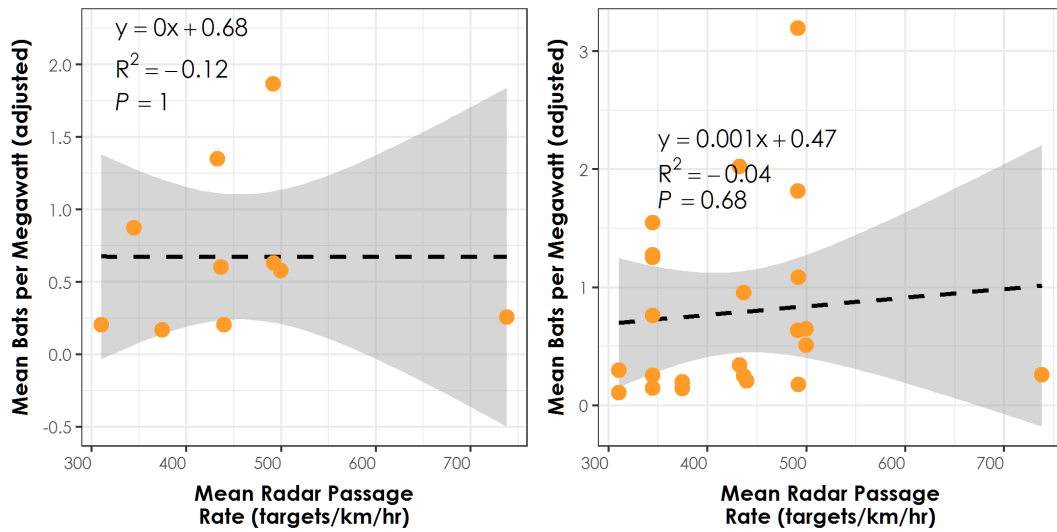 y = 0x + 0.68
R² = −0.12
P = 1
2.0
1.5
1.0
0.5
0.0
-0.5
300 400 500 600 700
Mean Bats per Megawatt (adjusted)
Mean Radar Passage
Rate (targets/km/hr)
y = 0.001x + 0.47
R² = −0.04
P = 0.68
3
2
1
0
300 400 500 600 700
Mean Bats per Megawatt (adjusted)
Mean Radar Passage
Rate (targets/km/hr)